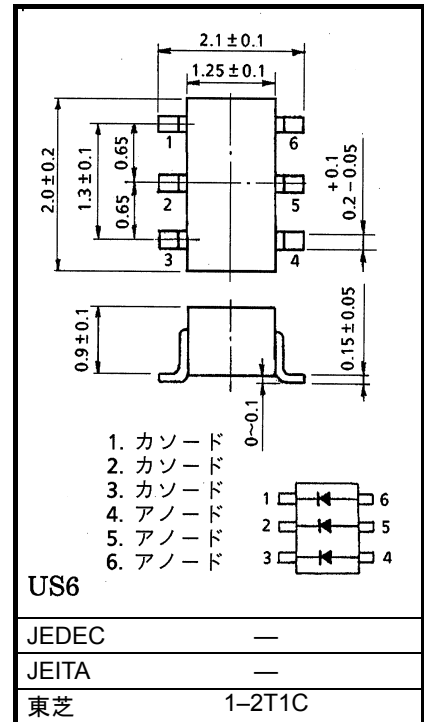 2.1±0.1
1.25±0.1
1
6
2
5
3
4
2.0±0.2
1.3±0.1
0.65
0.65
+0.1
0.2−0.05
0.9±0.1
0.15±0.05
0~0.1
1. カソード
2. カソード
3. カソード
4. アノード
5. アノード
6. アノード
1 6
2 5
3 4
US6
JEDEC —
JEITA —
東芝 1–2T1C